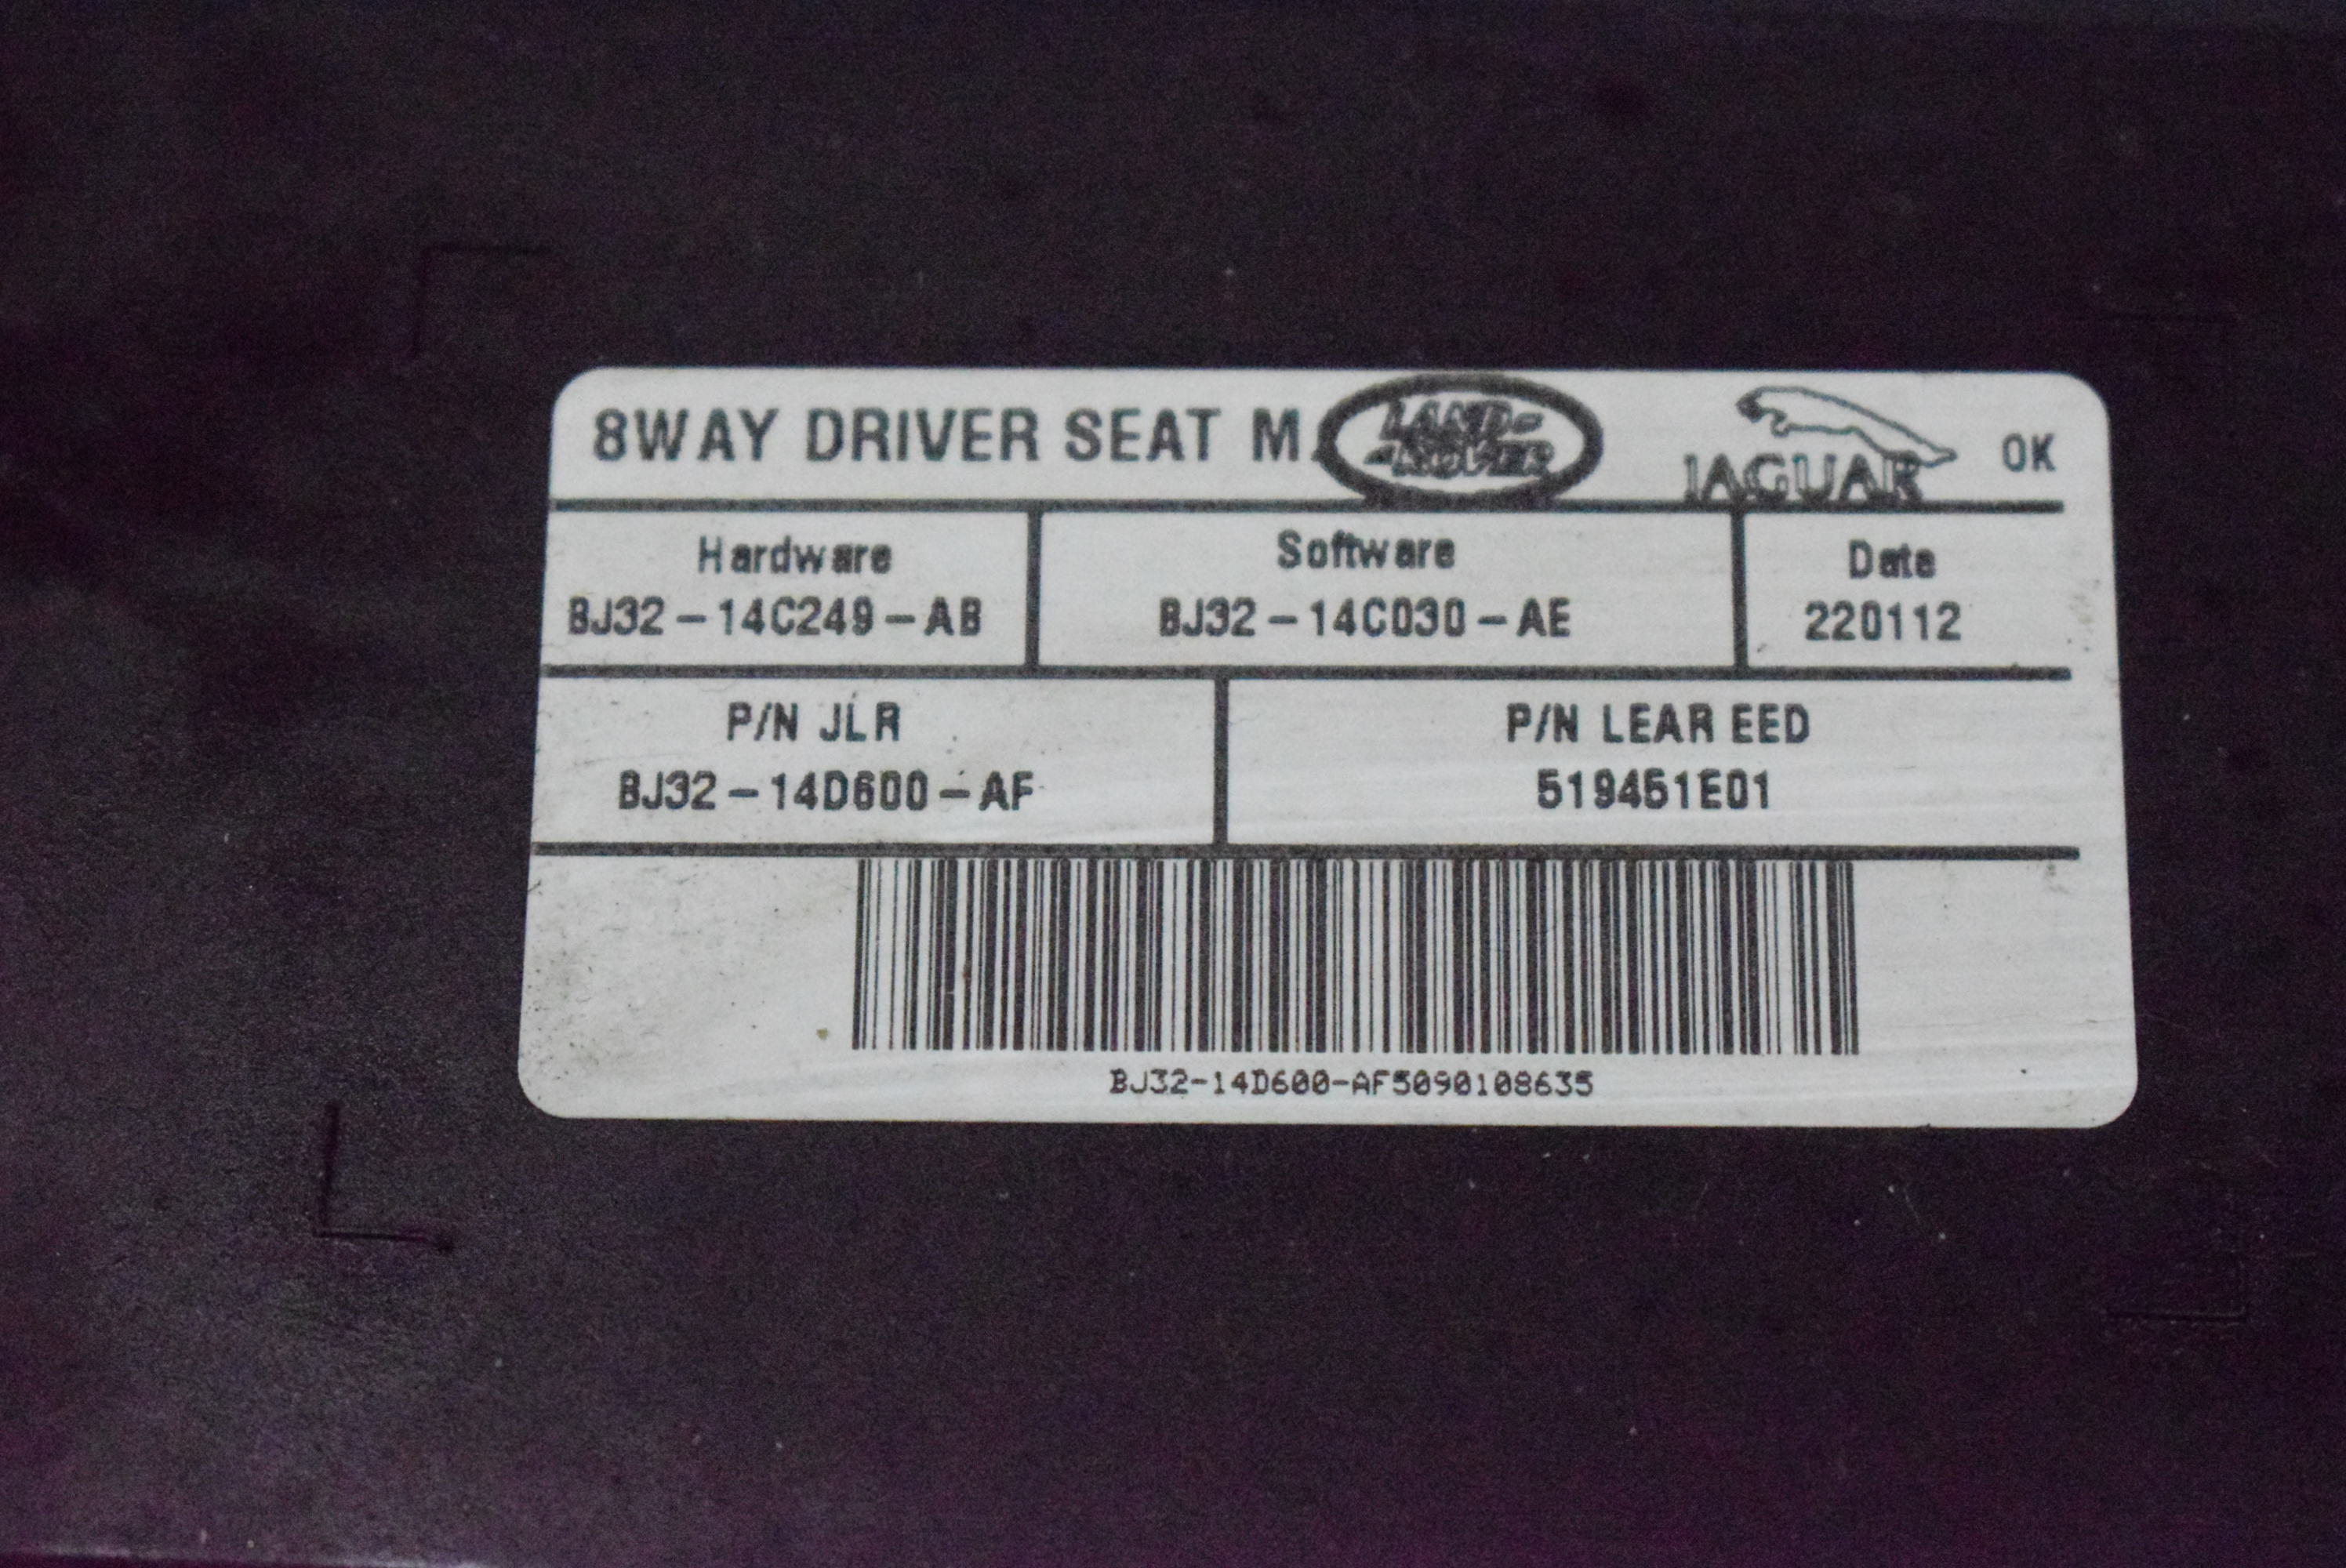 8WAY DRIVER SEAT M. LAND-
-ROVER
JAGUAR OK
Hardware Software Date
BJ32-14C249-AB BJ32-14C030-AE 220112
P/N JLR P/N LEAR EED
BJ32-14D600-AF 519451E01
BJ32-14D600-AF5090108635